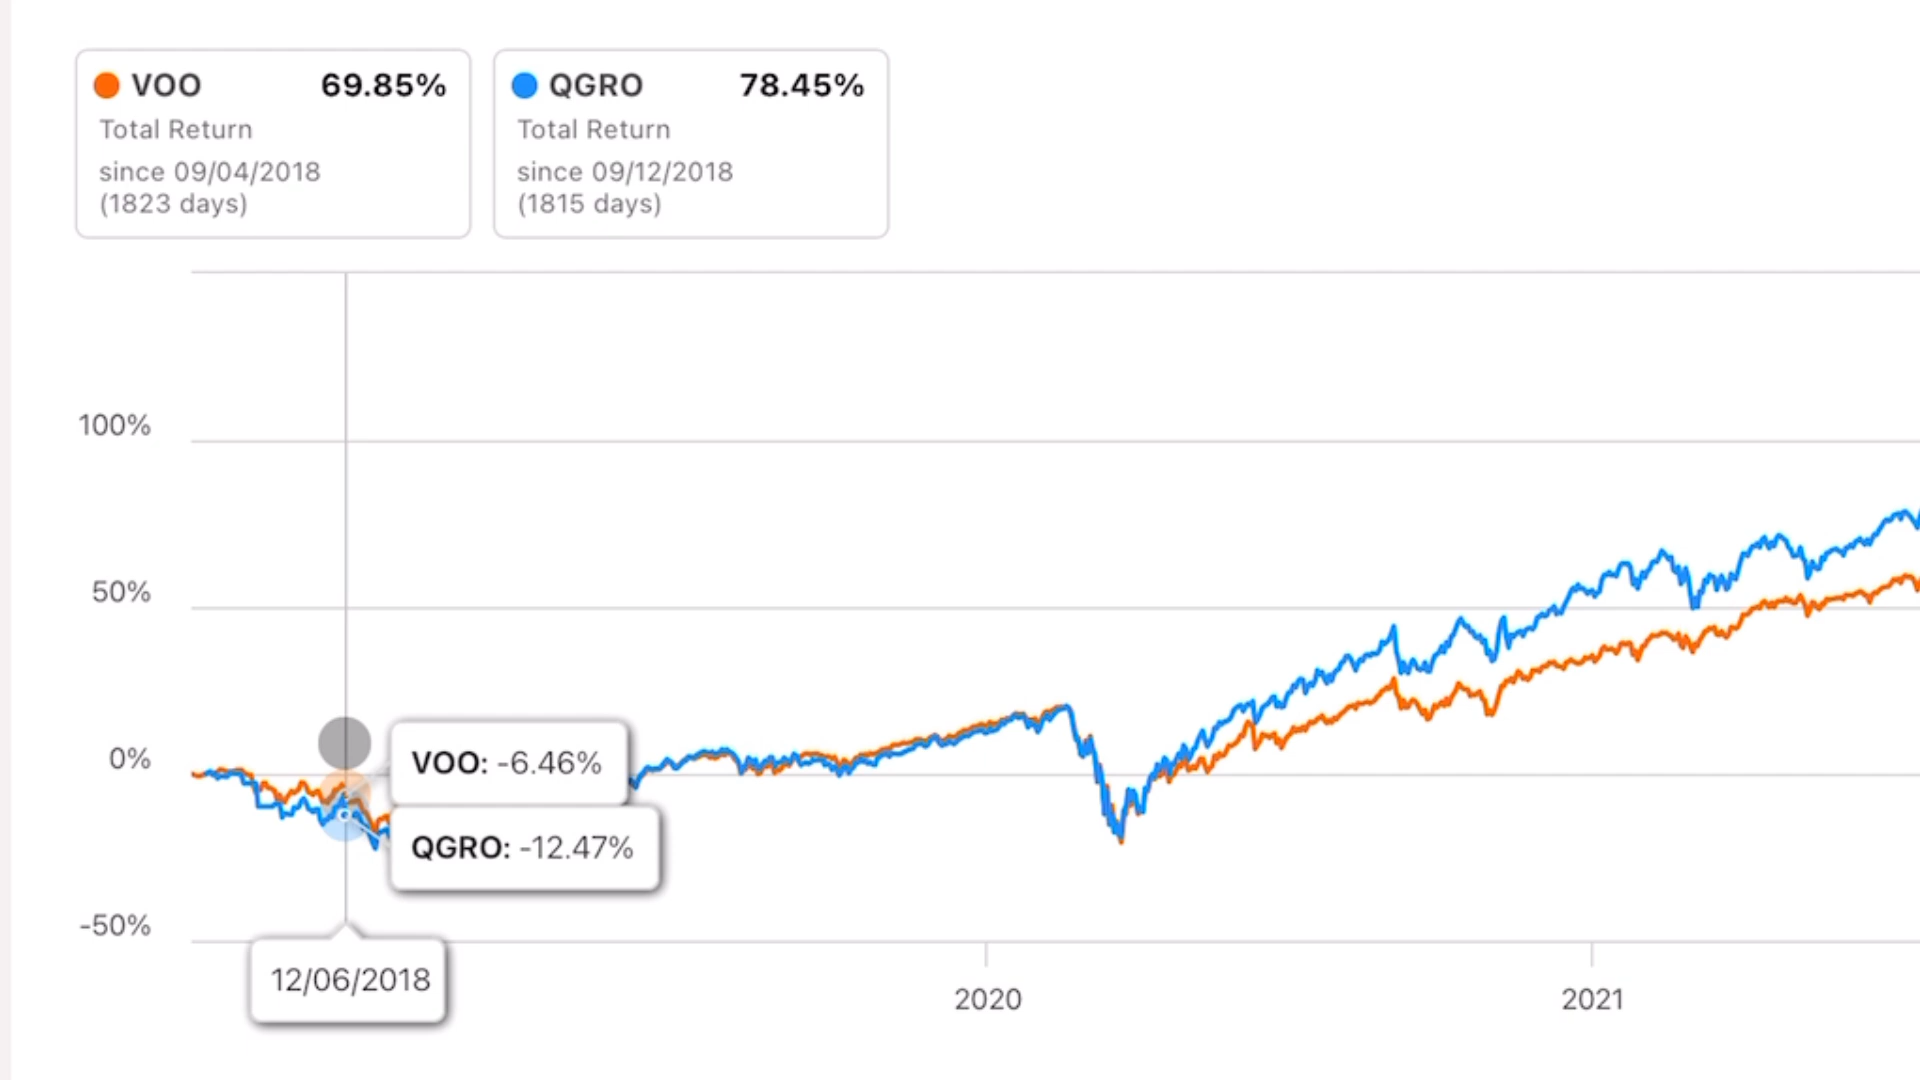 VOO 69.85%
Total Return
since 09/04/2018
(1823 days)
QGRO 78.45%
Total Return
since 09/12/2018
(1815 days)
100%
50%
0%
-50%
VOO: -6.46%
QGRO: -12.47%
12/06/2018
2020
2021